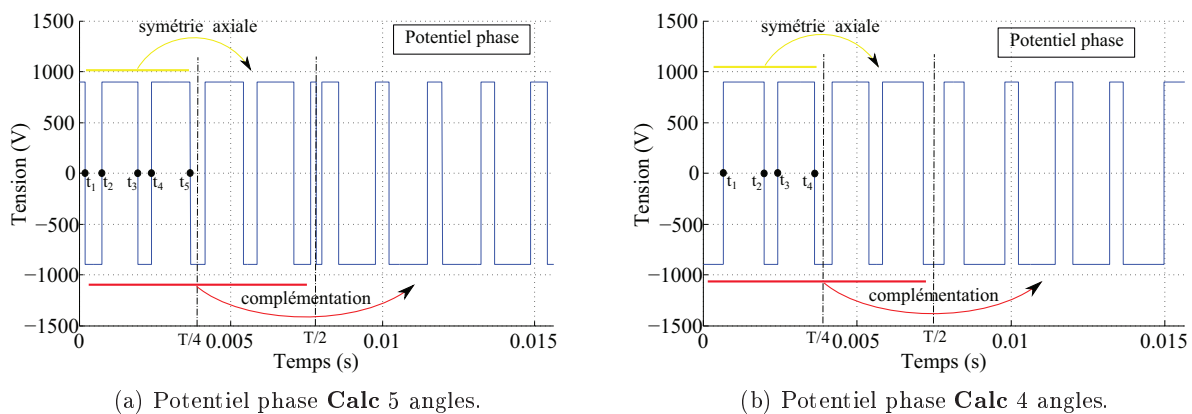 1500
symétrie axiale
Potentiel phase
1000
500
0
t1 t2 t3 t4 t5
−500
−1000
complémentation
−1500
0 T/4 0.005 T/2 0.01 0.015
Tension (V)
Temps (s)
(a) Potentiel phase Calc 5 angles.
1500
symétrie axiale
Potentiel phase
1000
500
0
t1 t2 t3 t4
−500
−1000
complémentation
−1500
0 T/4 0.005 T/2 0.01 0.015
Tension (V)
Temps (s)
(b) Potentiel phase Calc 4 angles.